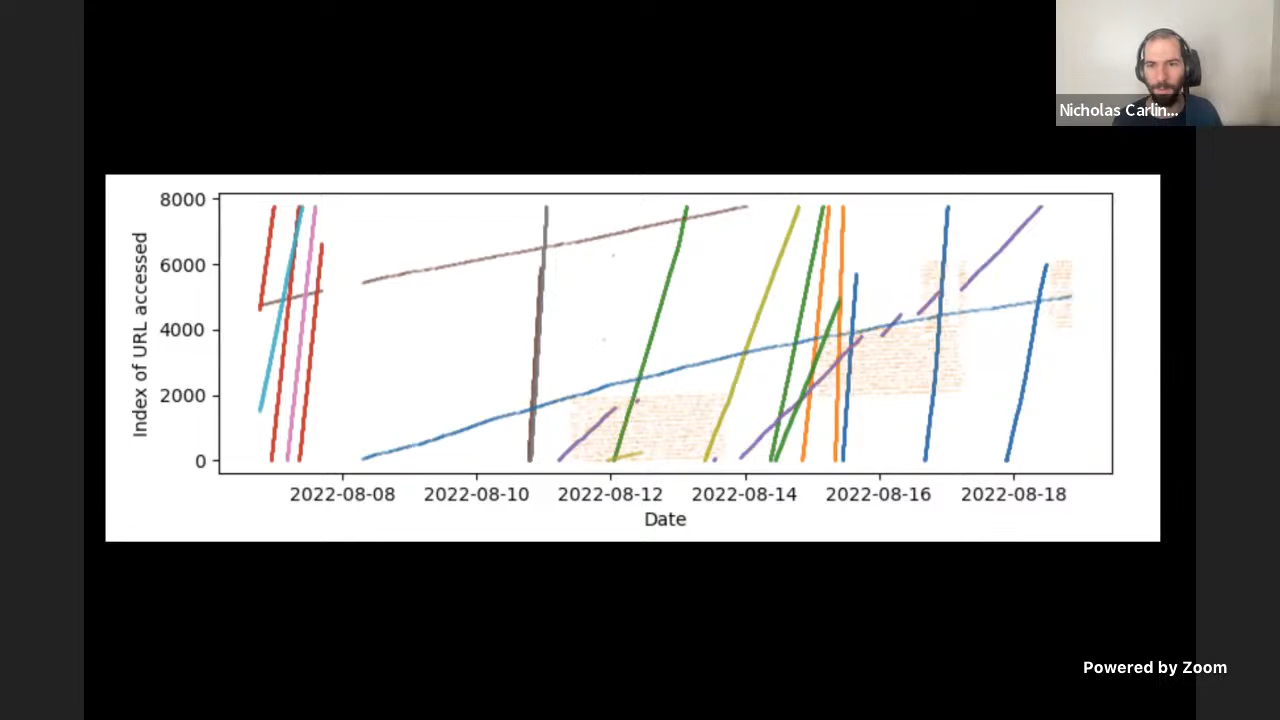 Nicholas Carlin...
8000
6000
4000
2000
0
Index of URL accessed
2022-08-08 2022-08-10 2022-08-12 2022-08-14 2022-08-16 2022-08-18
Date
Powered by Zoom